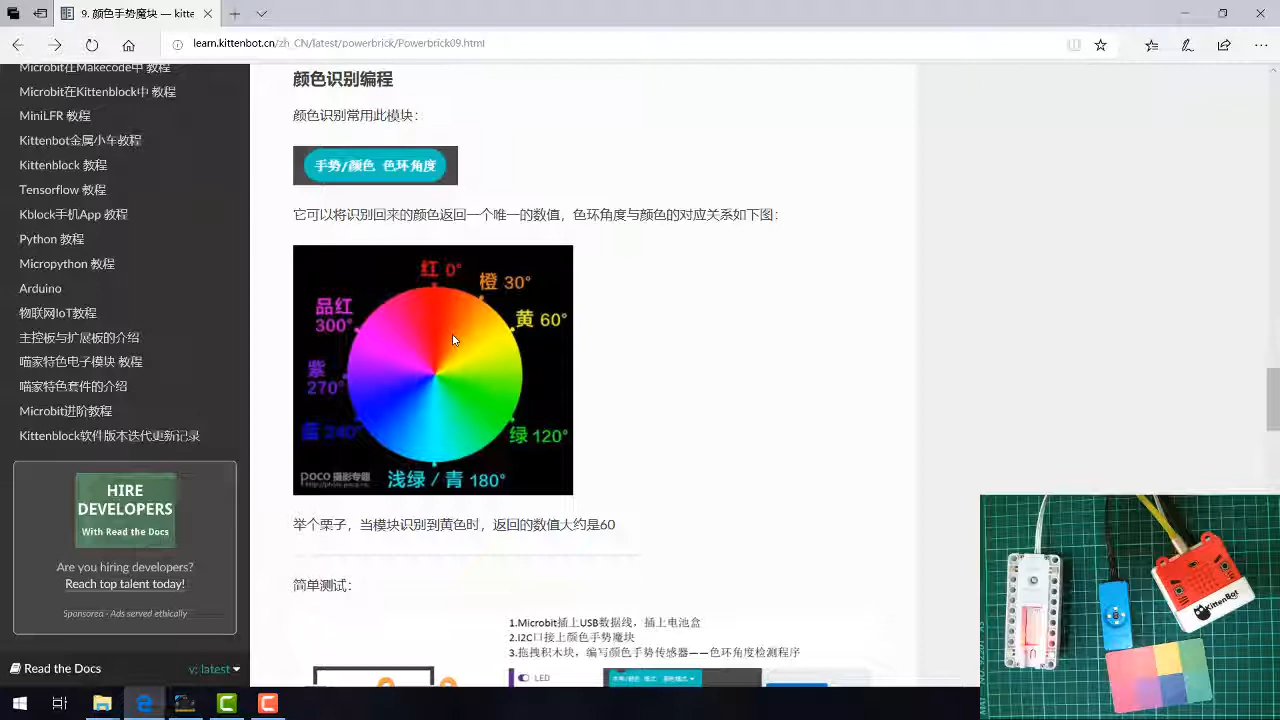 9. 颜色手势魔块 — kitte
learn.kittenbot.cn/zh_CN/latest/powerbrick/Powerbrick09.html
Microbit在Makecode中 教程
Microbit在Kittenblock中 教程
MiniLFR 教程
Kittenbot金属小车教程
Kittenblock 教程
Tensorflow 教程
Kblock手机App 教程
Python 教程
Micropython 教程
Arduino
物联网IoT教程
主控板与扩展板的介绍
喵家特色电子模块 教程
喵家特色套件的介绍
Microbit进阶教程
Kittenblock软件版本迭代更新记录
HIRE
DEVELOPERS
With Read the Docs
Are you hiring developers?
Reach top talent today!
Sponsored · Ads served ethically
Read the Docs
v: latest
颜色识别编程
颜色识别常用此模块：
手势/颜色 色环角度
它可以将识别回来的颜色返回一个唯一的数值，色环角度与颜色的对应关系如下图：
红 0°
橙 30°
品红
300°
黄 60°
紫
270°
蓝 240°
绿 120°
浅绿 / 青 180°
poco 摄影专题
举个栗子，当模块识别到黄色时，返回的数值大约是60
简单测试：
1.Microbit插上USB数据线，插上电池盒
2.I2C口接上颜色手势魔块
3.拖拽积木块，编写颜色手势传感器——色环角度检测程序
LED
KittenBot